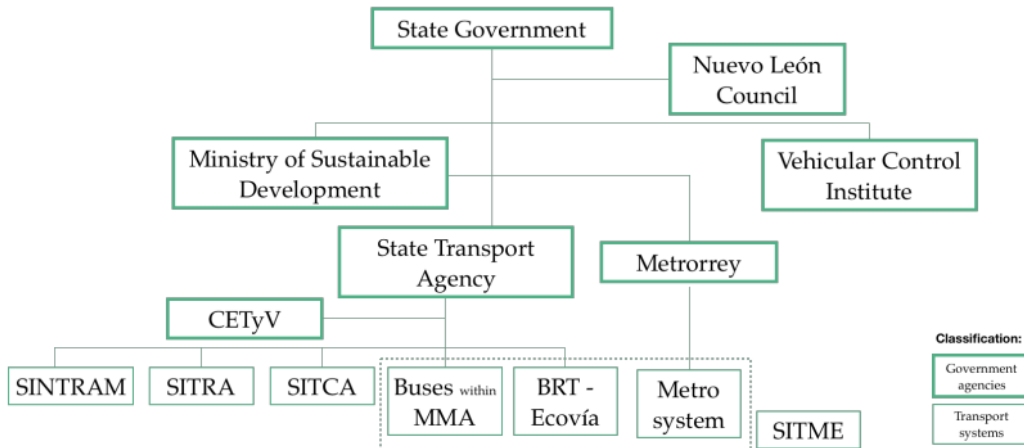 State Government
Nuevo León
Council
Ministry of Sustainable
Development
Vehicular Control
Institute
State Transport
Agency
Metrorrey
CETyV
SINTRAM
SITRA
SITCA
Buses within
MMA
BRT -
Ecovía
Metro
system
SITME
Classification:
Government
agencies
Transport
systems